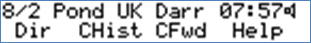 8/2 Pond UK Darr 07:57
Dir CHist CFwd Help